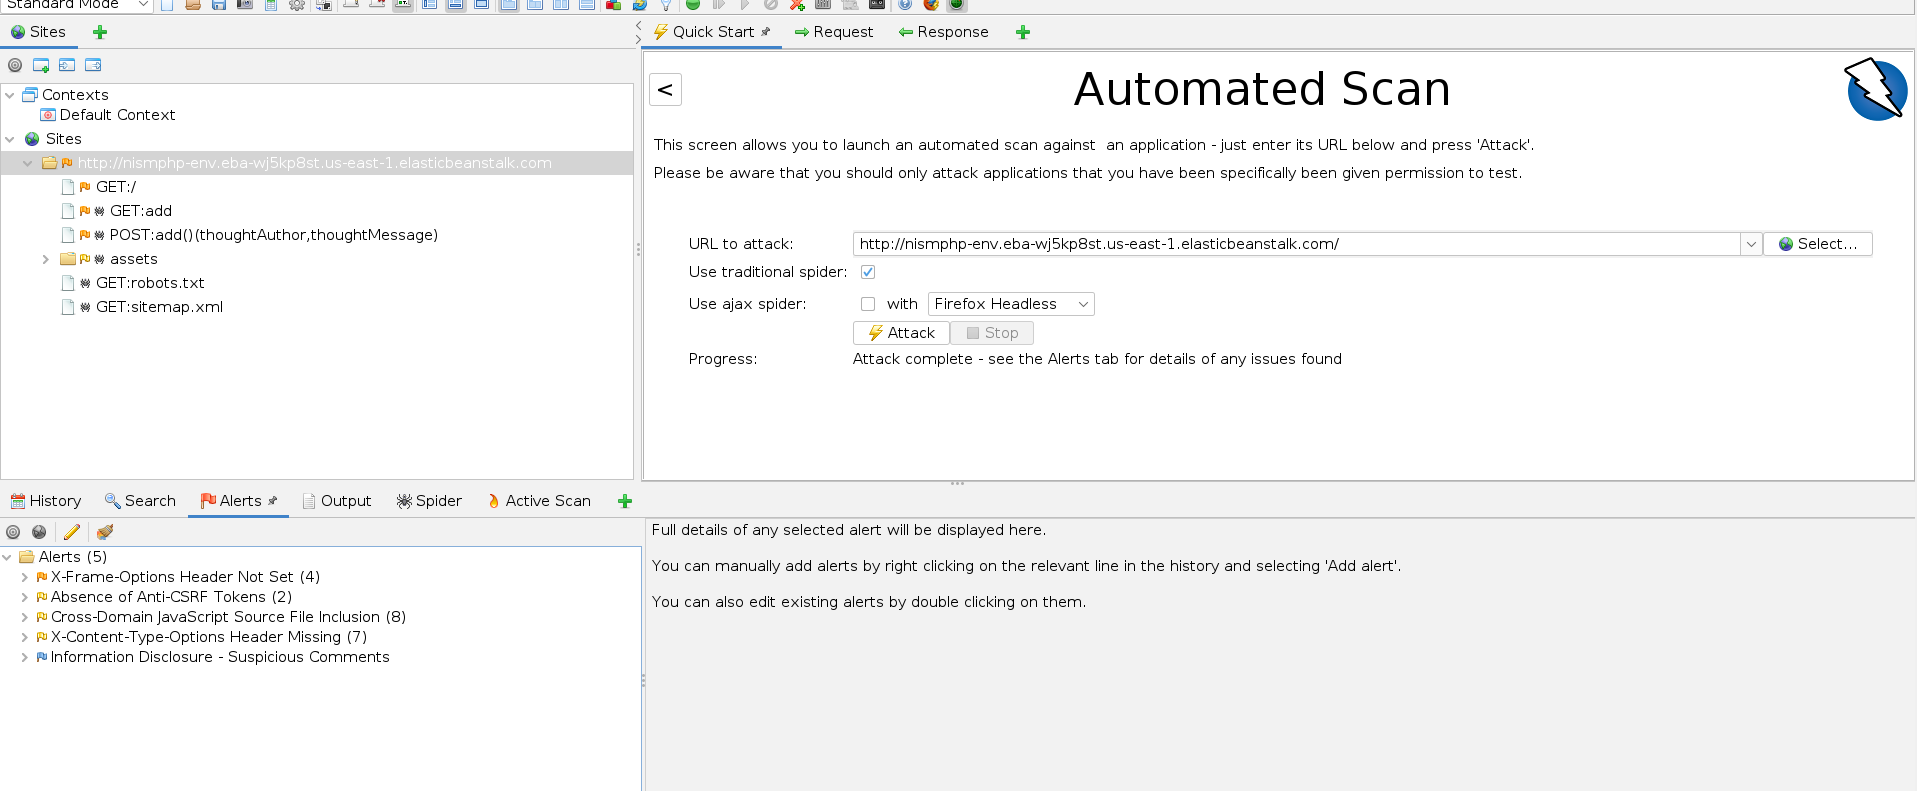 Standard Mode
Sites
Quick Start
Request
Response
<
Automated Scan
Contexts
Default Context
Sites
http://nismphp-env.eba-wj5kp8st.us-east-1.elasticbeanstalk.com
GET:/
GET:add
POST:add()(thoughtAuthor,thoughtMessage)
assets
GET:robots.txt
GET:sitemap.xml
This screen allows you to launch an automated scan against  an application - just enter its URL below and press 'Attack'.
Please be aware that you should only attack applications that you have been specifically been given permission to test.
URL to attack:
http://nismphp-env.eba-wj5kp8st.us-east-1.elasticbeanstalk.com/
Select...
Use traditional spider:
Use ajax spider:
with
Firefox Headless
Attack
Stop
Progress:
Attack complete - see the Alerts tab for details of any issues found
History
Search
Alerts
Output
Spider
Active Scan
Alerts (5)
X-Frame-Options Header Not Set (4)
Absence of Anti-CSRF Tokens (2)
Cross-Domain JavaScript Source File Inclusion (8)
X-Content-Type-Options Header Missing (7)
Information Disclosure - Suspicious Comments
Full details of any selected alert will be displayed here.
You can manually add alerts by right clicking on the relevant line in the history and selecting 'Add alert'.
You can also edit existing alerts by double clicking on them.